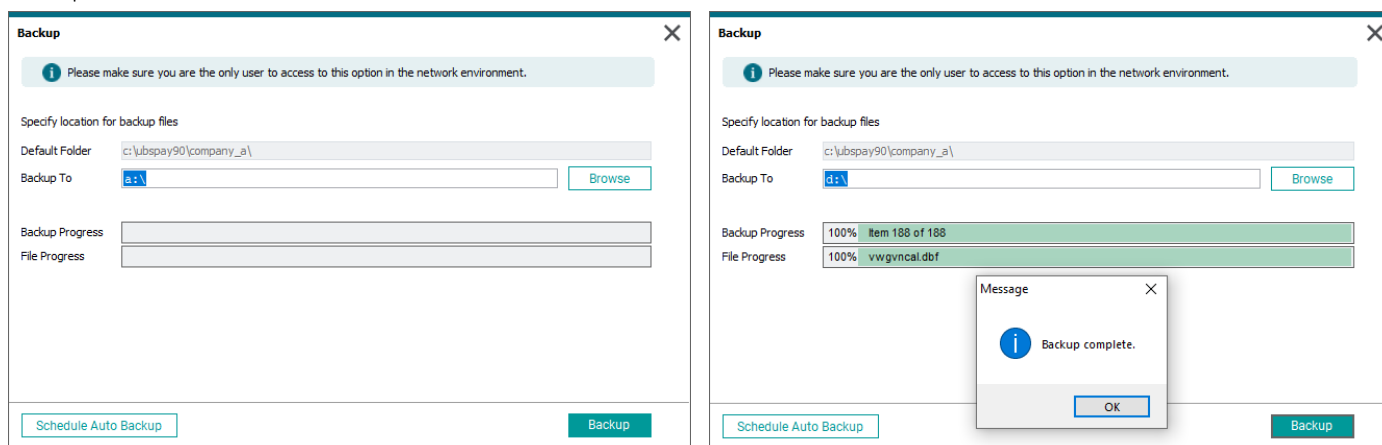 Backup
Please make sure you are the only user to access to this option in the network environment.
Specify location for backup files
Default Folder c:\ubspay90\company_a\
Backup To a:\ Browse
Backup Progress
File Progress
Schedule Auto Backup Backup
Backup
Please make sure you are the only user to access to this option in the network environment.
Specify location for backup files
Default Folder c:\ubspay90\company_a\
Backup To d:\ Browse
Backup Progress 100% Item 188 of 188
File Progress 100% vwgvncal.dbf
Message
Backup complete.
OK
Schedule Auto Backup Backup